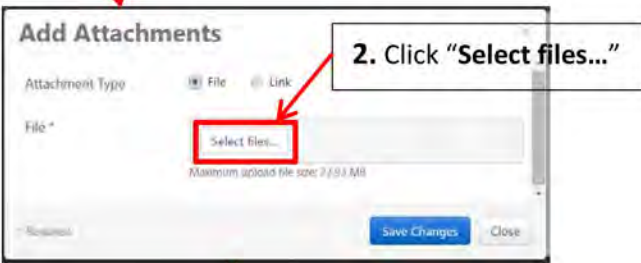 Add Attachments
2. Click “Select files…”
Attachment Type
File
Link
File *
Select files...
Maximum upload file size:
MB
* Required
Save Changes
Close